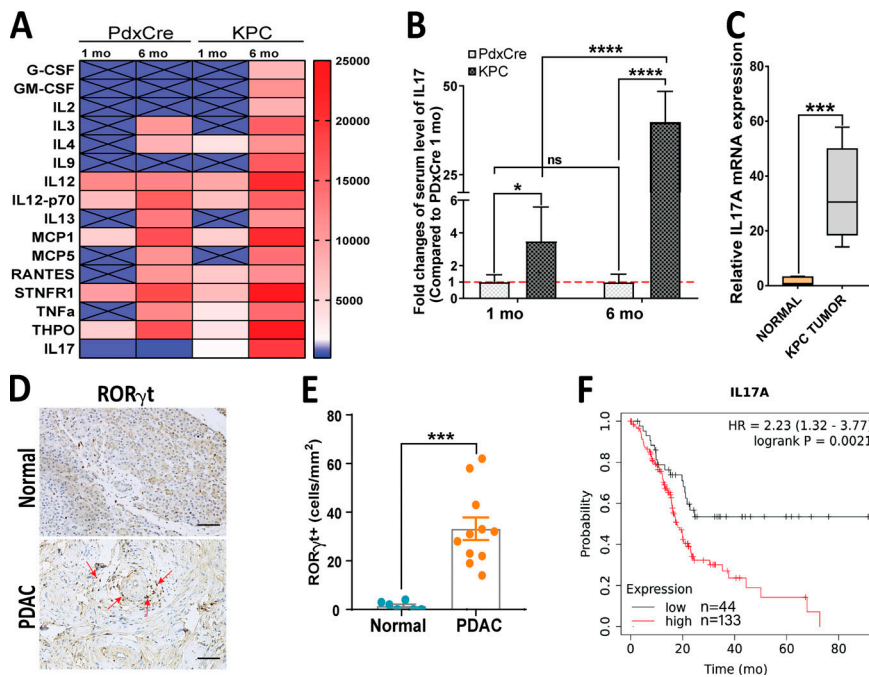 A
PdxCre KPC
1 mo 6 mo 1 mo 6 mo
G-CSF
GM-CSF
IL2
IL3
IL4
IL9
IL12
IL12-p70
IL13
MCP1
MCP5
RANTES
STNFR1
TNFa
THPO
IL17
25000
20000
15000
10000
5000
B
PdxCre
KPC
Fold changes of serum level of IL17
(Compared to PDxCre 1 mo)
50
25
6
4
2
1
0
****
****
ns
*
1 mo 6 mo
C
Relative IL17A mRNA expression
80
60
40
20
0
***
NORMAL
KPC TUMOR
D
RORγt
Normal
PDAC
E
RORγt+ (cells/mm²)
80
60
40
20
0
***
Normal PDAC
F
IL17A
HR = 2.23 (1.32 - 3.77)
logrank P = 0.0021
Probability
1.0
0.8
0.6
0.4
0.2
0.0
Expression
low n=44
high n=133
0 20 40 60 80
Time (mo)